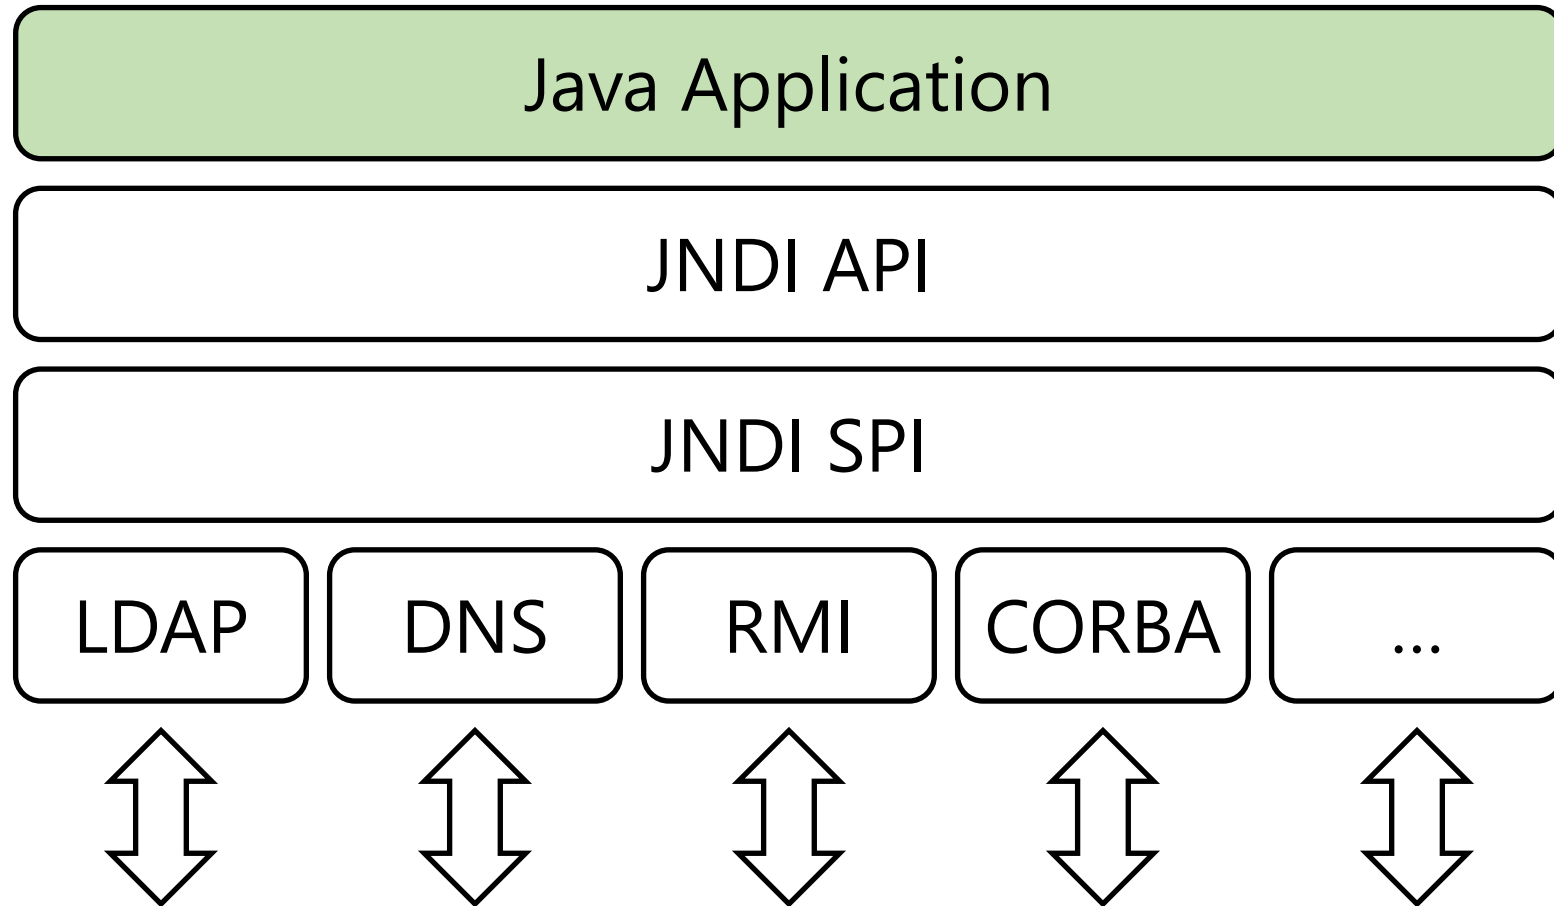 Java Application
JNDI API
JNDI SPI
LDAP DNS RMI CORBA ...